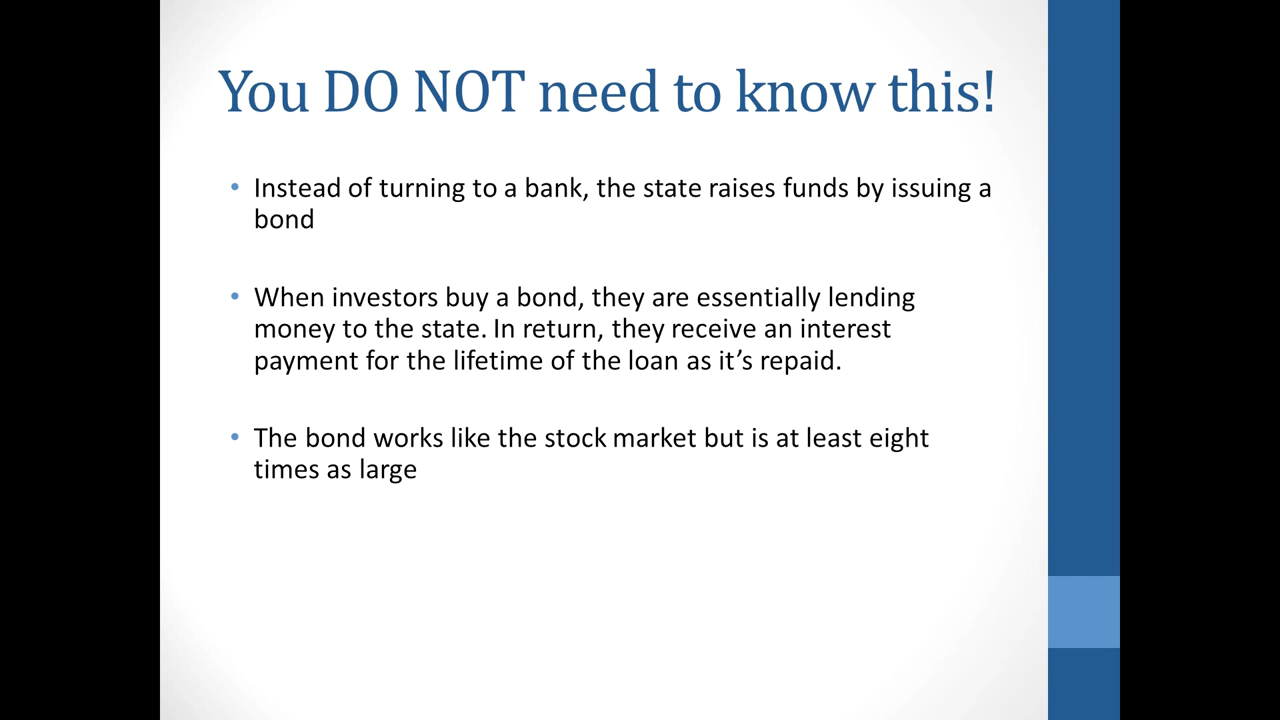 You DO NOT need to know this!
• Instead of turning to a bank, the state raises funds by issuing a
bond
• When investors buy a bond, they are essentially lending
money to the state. In return, they receive an interest
payment for the lifetime of the loan as it’s repaid.
• The bond works like the stock market but is at least eight
times as large